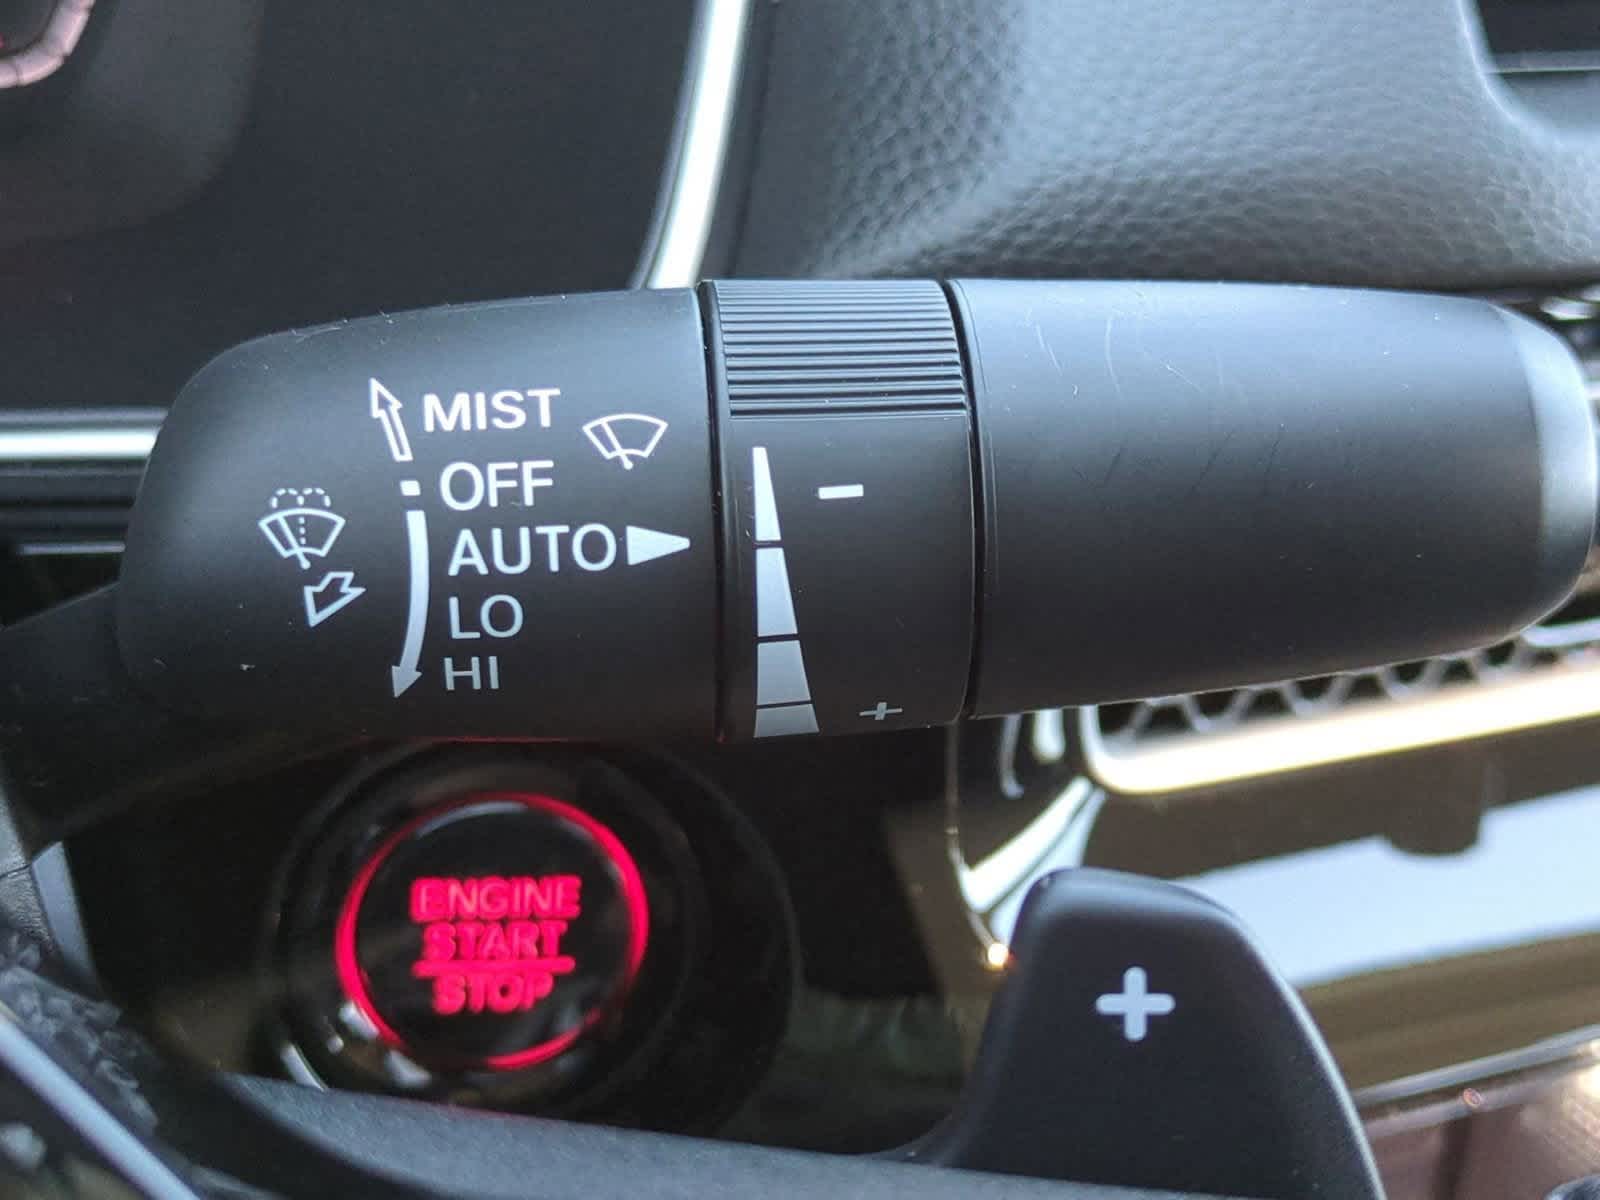 MIST
OFF
AUTO
LO
HI
-
+
ENGINE
START
STOP
+